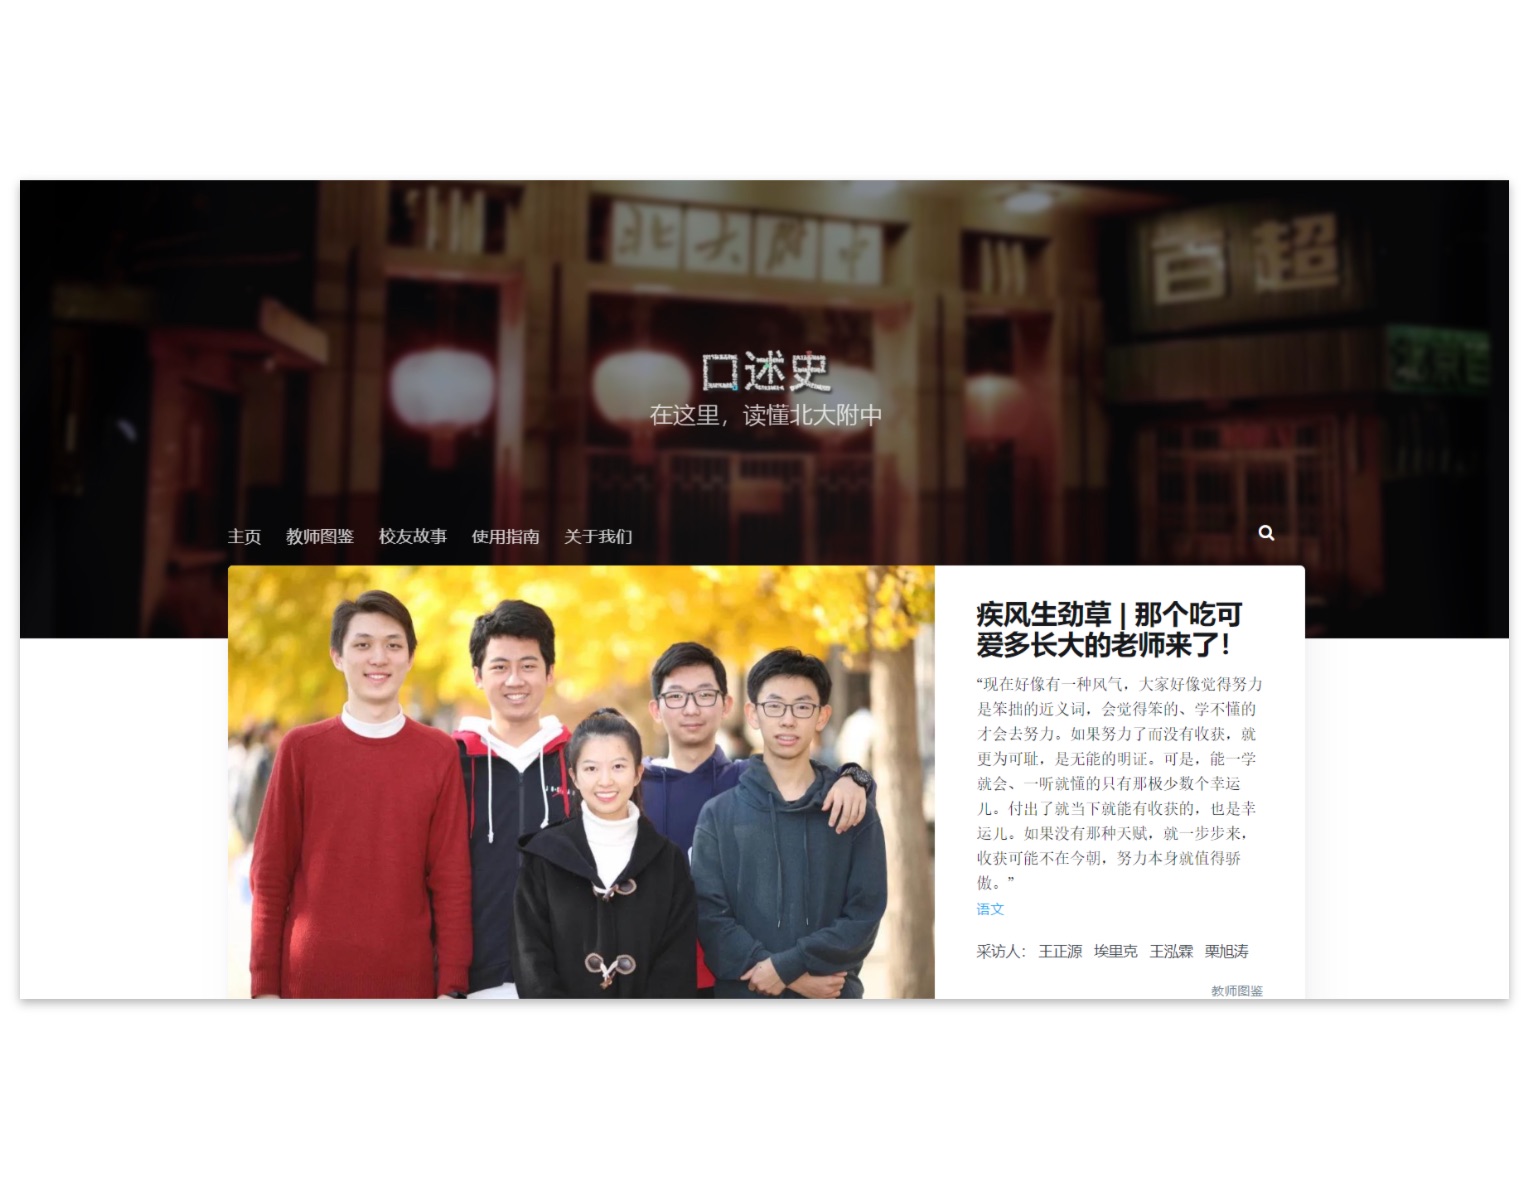 北大附中
百超
口述史
在这里，读懂北大附中
主页 教师图鉴 校友故事 使用指南 关于我们
疾风生劲草 | 那个吃可
爱多长大的老师来了！
“现在好像有一种风气，大家好像觉得努力
是笨拙的近义词，会觉得笨的、学不懂的
才会去努力。如果努力了而没有收获，就
更为可耻，是无能的明证。可是，能一学
就会、一听就懂的只有那极少数个幸运
儿。付出了就当下就能有收获的，也是幸
运儿。如果没有那种天赋，就一步步来，
收获可能不在今朝，努力本身就值得骄
傲。”
语文
采访人： 王正源 埃里克 王泓霖 栗旭涛
教师图鉴